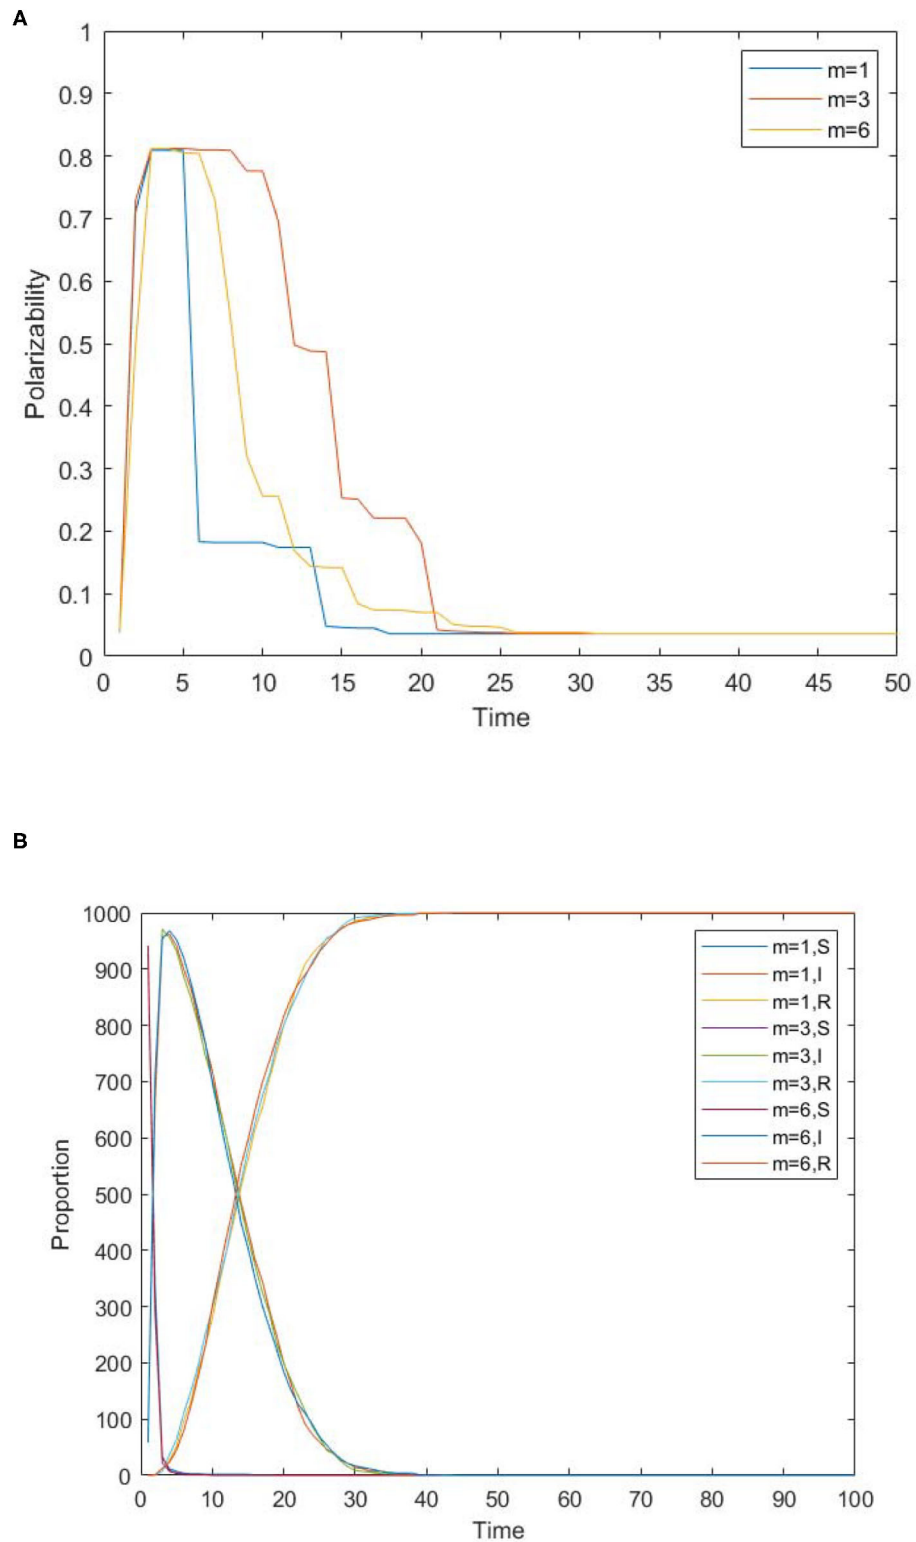 A
1
0.9
0.8
0.7
0.6
0.5
0.4
0.3
0.2
0.1
0
Polarizability
m=1
m=3
m=6
0 5 10 15 20 25 30 35 40 45 50
Time
B
1000
900
800
700
600
500
400
300
200
100
0
Proportion
m=1,S
m=1,I
m=1,R
m=3,S
m=3,I
m=3,R
m=6,S
m=6,I
m=6,R
0 10 20 30 40 50 60 70 80 90 100
Time